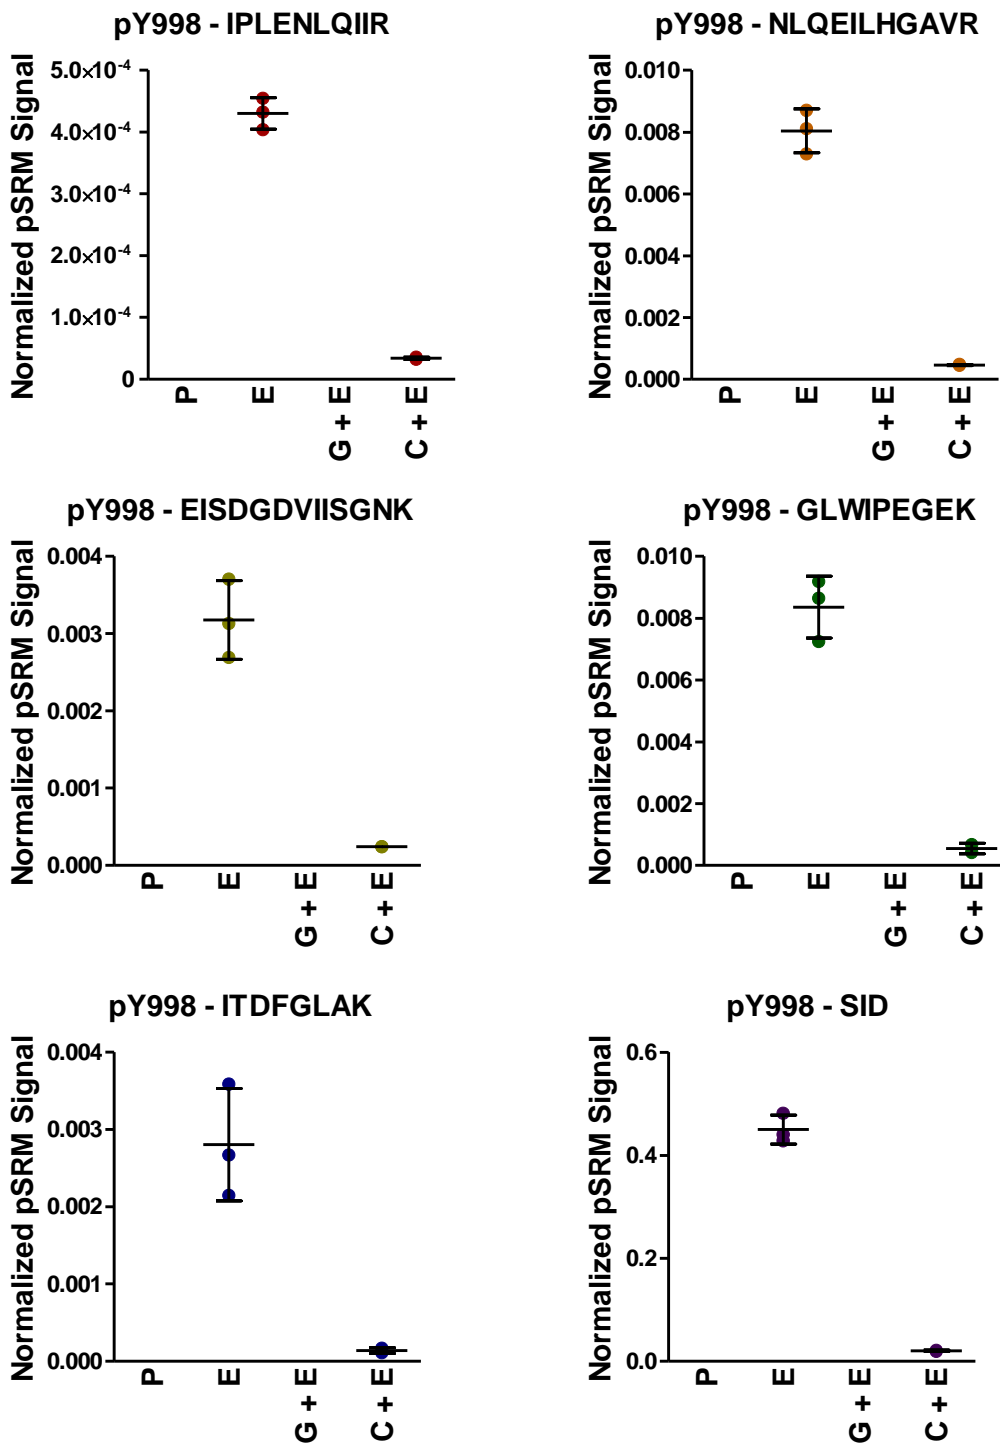 pY998 - IPLENLQIIR
Normalized pSRM Signal
5.0×10⁻⁴
4.0×10⁻⁴
3.0×10⁻⁴
2.0×10⁻⁴
1.0×10⁻⁴
0
P
E
G + E
C + E
pY998 - NLQEILHGAVR
Normalized pSRM Signal
0.010
0.008
0.006
0.004
0.002
0.000
P
E
G + E
C + E
pY998 - EISDGDVIISGNK
Normalized pSRM Signal
0.004
0.003
0.002
0.001
0.000
P
E
G + E
C + E
pY998 - GLWIPEGEK
Normalized pSRM Signal
0.010
0.008
0.006
0.004
0.002
0.000
P
E
G + E
C + E
pY998 - ITDFGLAK
Normalized pSRM Signal
0.004
0.003
0.002
0.001
0.000
P
E
G + E
C + E
pY998 - SID
Normalized pSRM Signal
0.6
0.4
0.2
0.0
P
E
G + E
C + E